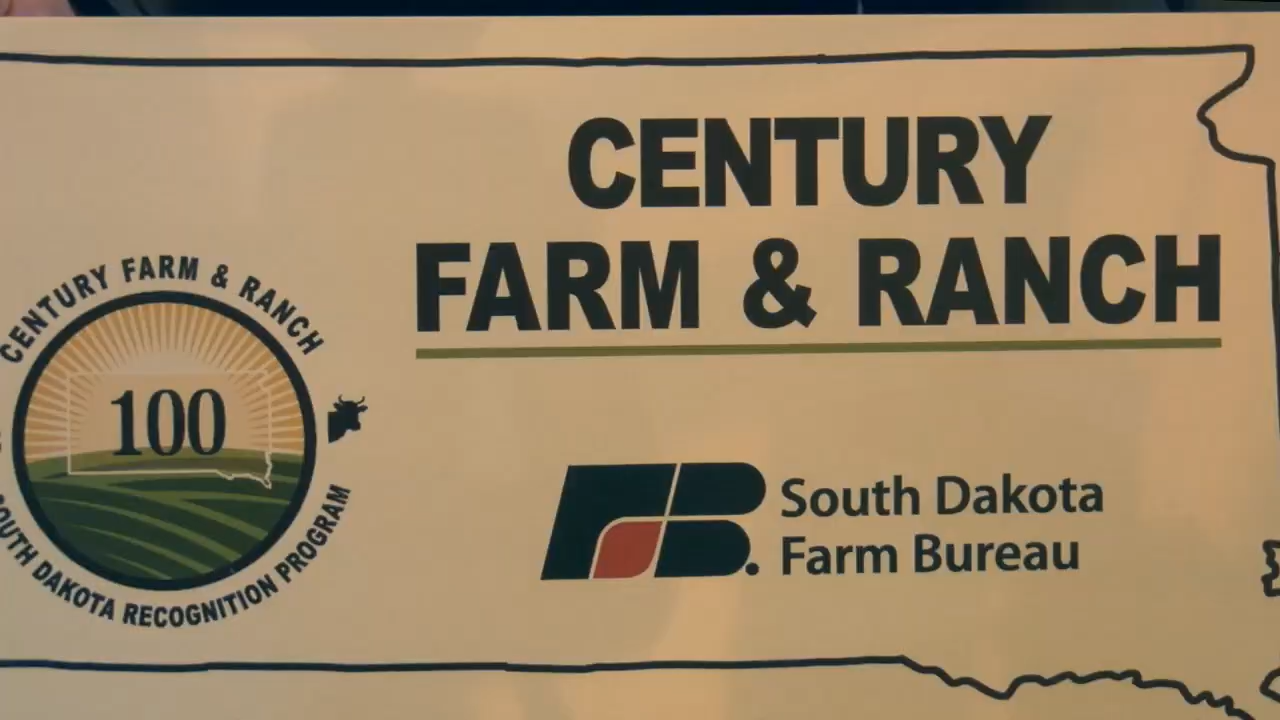 CENTURY
FARM & RANCH
CENTURY FARM & RANCH
100
SOUTH DAKOTA RECOGNITION PROGRAM
FB.
South Dakota
Farm Bureau